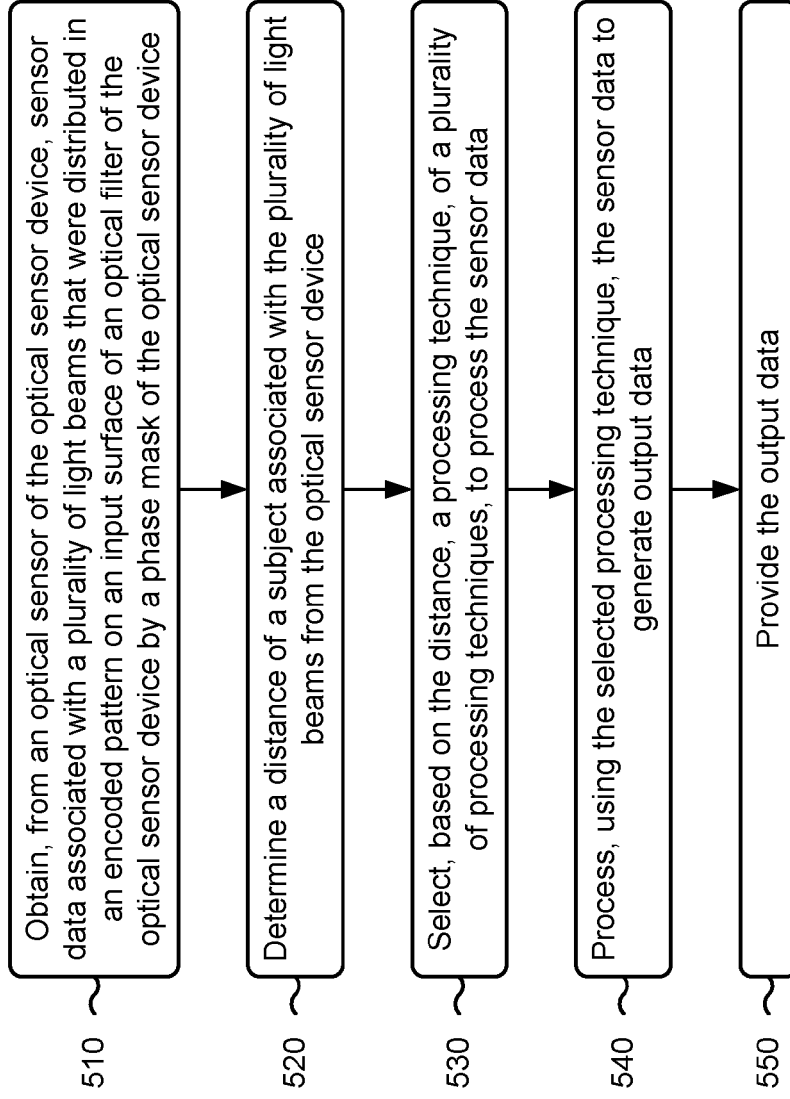 510
Obtain, from an optical sensor of the optical sensor device, sensor
data associated with a plurality of light beams that were distributed in
an encoded pattern on an input surface of an optical filter of the
optical sensor device by a phase mask of the optical sensor device
520
Determine a distance of a subject associated with the plurality of light
beams from the optical sensor device
530
Select, based on the distance, a processing technique, of a plurality
of processing techniques, to process the sensor data
540
Process, using the selected processing technique, the sensor data to
generate output data
550
Provide the output data